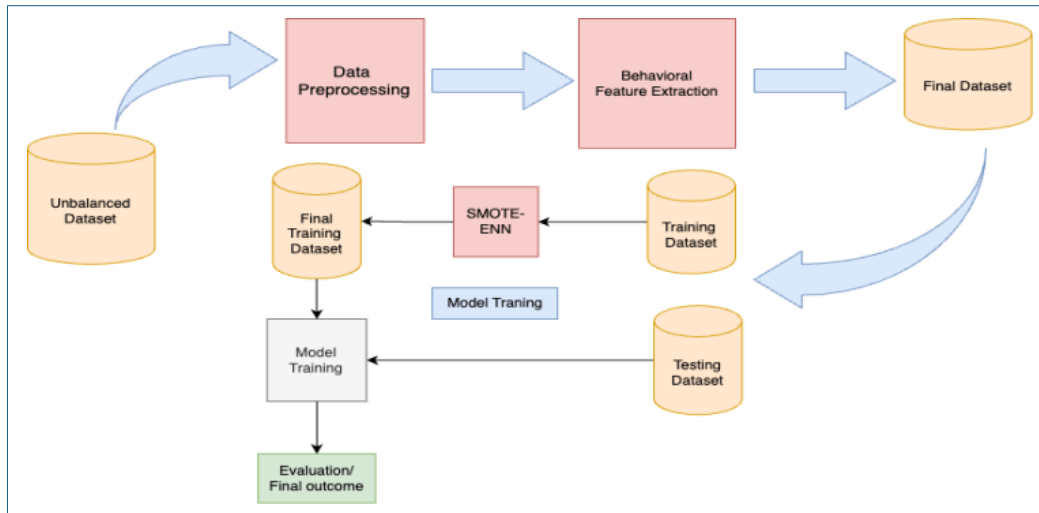 Data
Preprocessing
Behavioral
Feature Extraction
Final Dataset
Unbalanced
Dataset
Final
Training
Dataset
SMOTE-
ENN
Training
Dataset
Model Traning
Model
Training
Testing
Dataset
Evaluation/
Final outcome